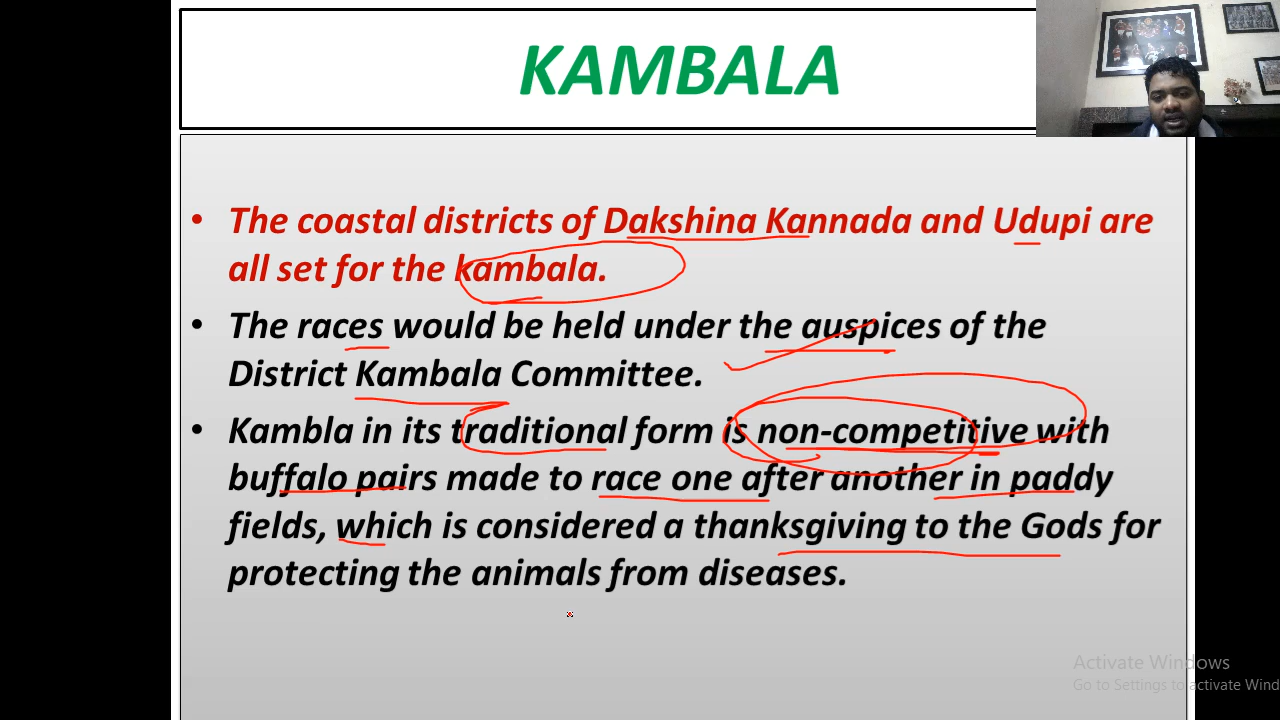 KAMBALA
• The coastal districts of Dakshina Kannada and Udupi are
all set for the kambala.
• The races would be held under the auspices of the
District Kambala Committee.
• Kambla in its traditional form is non-competitive with
buffalo pairs made to race one after another in paddy
fields, which is considered a thanksgiving to the Gods for
protecting the animals from diseases.
Activate Windows
Go to Settings to activate Wind